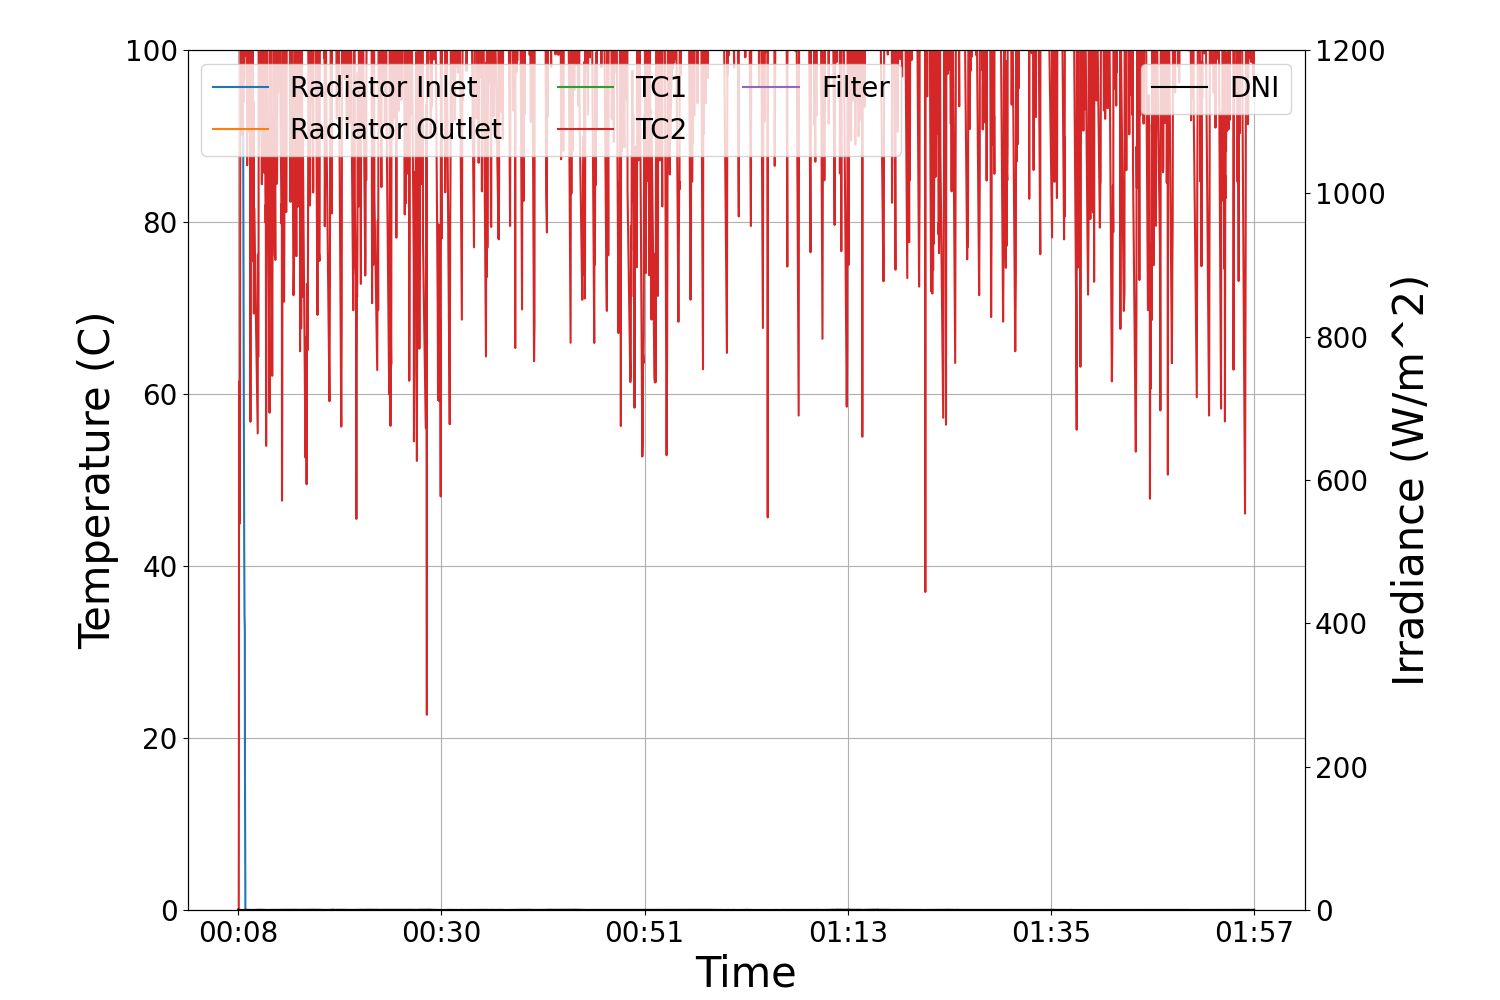 100
80
60
40
20
0
Temperature (C)
Radiator Inlet
Radiator Outlet
TC1
TC2
Filter
DNI
1200
1000
800
600
400
200
0
Irradiance (W/m^2)
00:08 00:30 00:51 01:13 01:35 01:57
Time